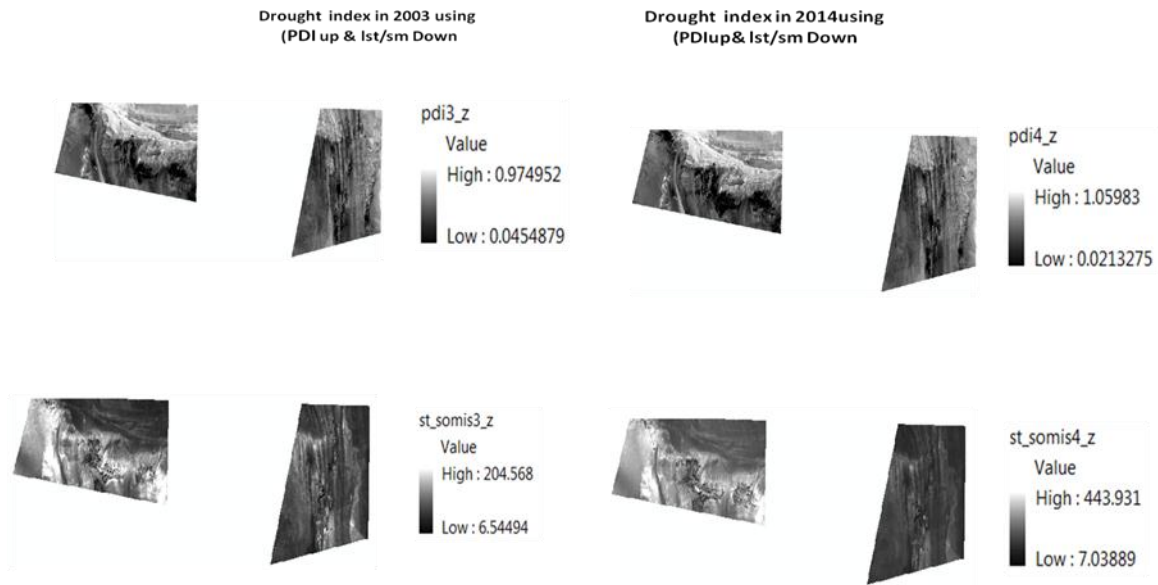 Drought index in 2003 using
(PDI up & lst/sm Down
Drought index in 2014using
(PDIup& lst/sm Down
pdi3_z
Value
High : 0.974952
Low : 0.0454879
pdi4_z
Value
High : 1.05983
Low : 0.0213275
st_somis3_z
Value
High : 204.568
Low : 6.54494
st_somis4_z
Value
High : 443.931
Low : 7.03889